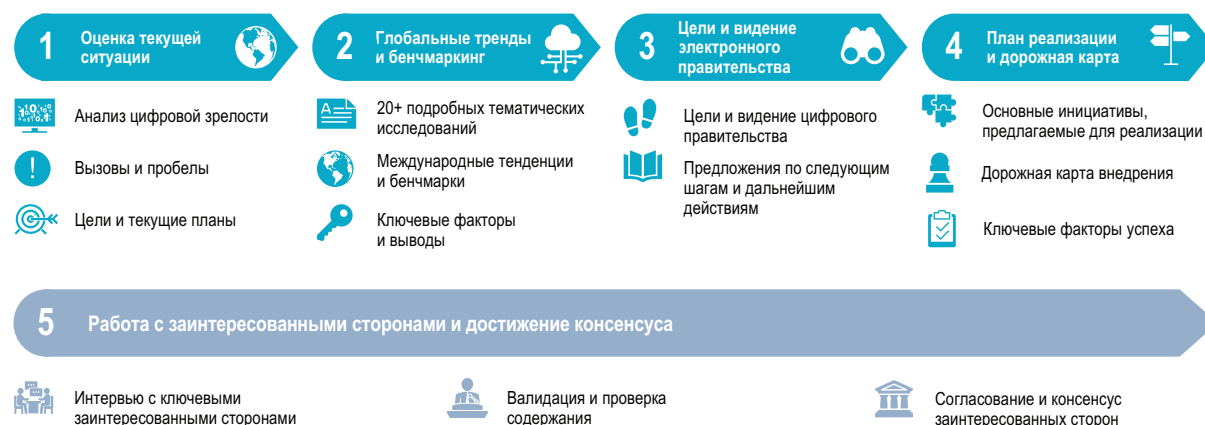 1
Оценка текущей
ситуации
2
Глобальные тренды
и бенчмаркинг
3
Цели и видение
электронного
правительства
4
План реализации
и дорожная карта
Анализ цифровой зрелости
Вызовы и пробелы
Цели и текущие планы
20+ подробных тематических
исследований
Международные тенденции
и бенчмарки
Ключевые факторы
и выводы
Цели и видение цифрового
правительства
Предложения по следующим
шагам и дальнейшим
действиям
Основные инициативы,
предлагаемые для реализации
Дорожная карта внедрения
Ключевые факторы успеха
5
Работа с заинтересованными сторонами и достижение консенсуса
Интервью с ключевыми
заинтересованными сторонами
Валидация и проверка
содержания
Согласование и консенсус
заинтересованных сторон